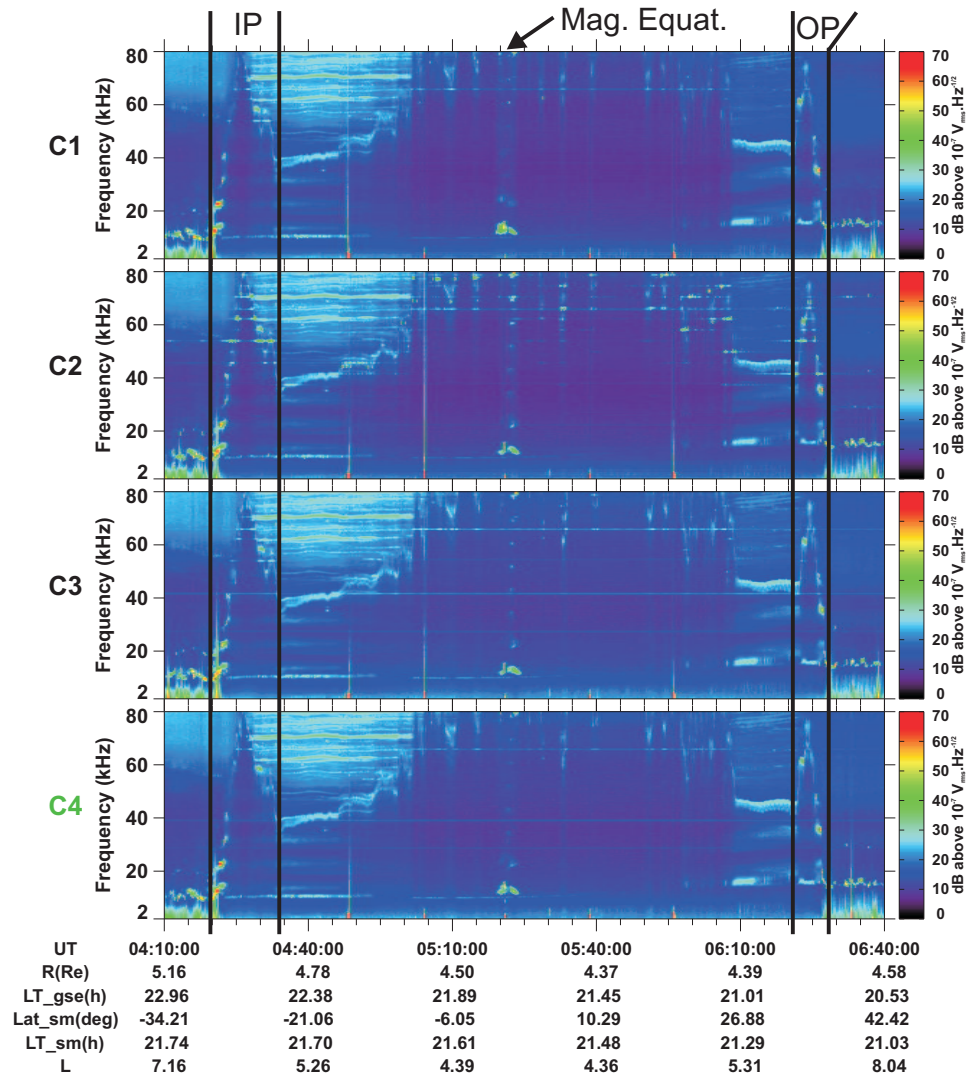 IP Mag. Equat. OP
C1
Frequency (kHz)
80
60
40
20
2
70
60
50
40
30
20
10
0
dB above 10⁻⁷ Vrms.Hz⁻¹ᐟ²
C2
Frequency (kHz)
80
60
40
20
2
70
60
50
40
30
20
10
0
dB above 10⁻⁷ Vrms.Hz⁻¹ᐟ²
C3
Frequency (kHz)
80
60
40
20
2
70
60
50
40
30
20
10
0
dB above 10⁻⁷ Vrms.Hz⁻¹ᐟ²
C4
Frequency (kHz)
80
60
40
20
2
70
60
50
40
30
20
10
0
dB above 10⁻⁷ Vrms.Hz⁻¹ᐟ²
UT 04:10:00 04:40:00 05:10:00 05:40:00 06:10:00 06:40:00
R(Re) 5.16 4.78 4.50 4.37 4.39 4.58
LT_gse(h) 22.96 22.38 21.89 21.45 21.01 20.53
Lat_sm(deg) -34.21 -21.06 -6.05 10.29 26.88 42.42
LT_sm(h) 21.74 21.70 21.61 21.48 21.29 21.03
L 7.16 5.26 4.39 4.36 5.31 8.04